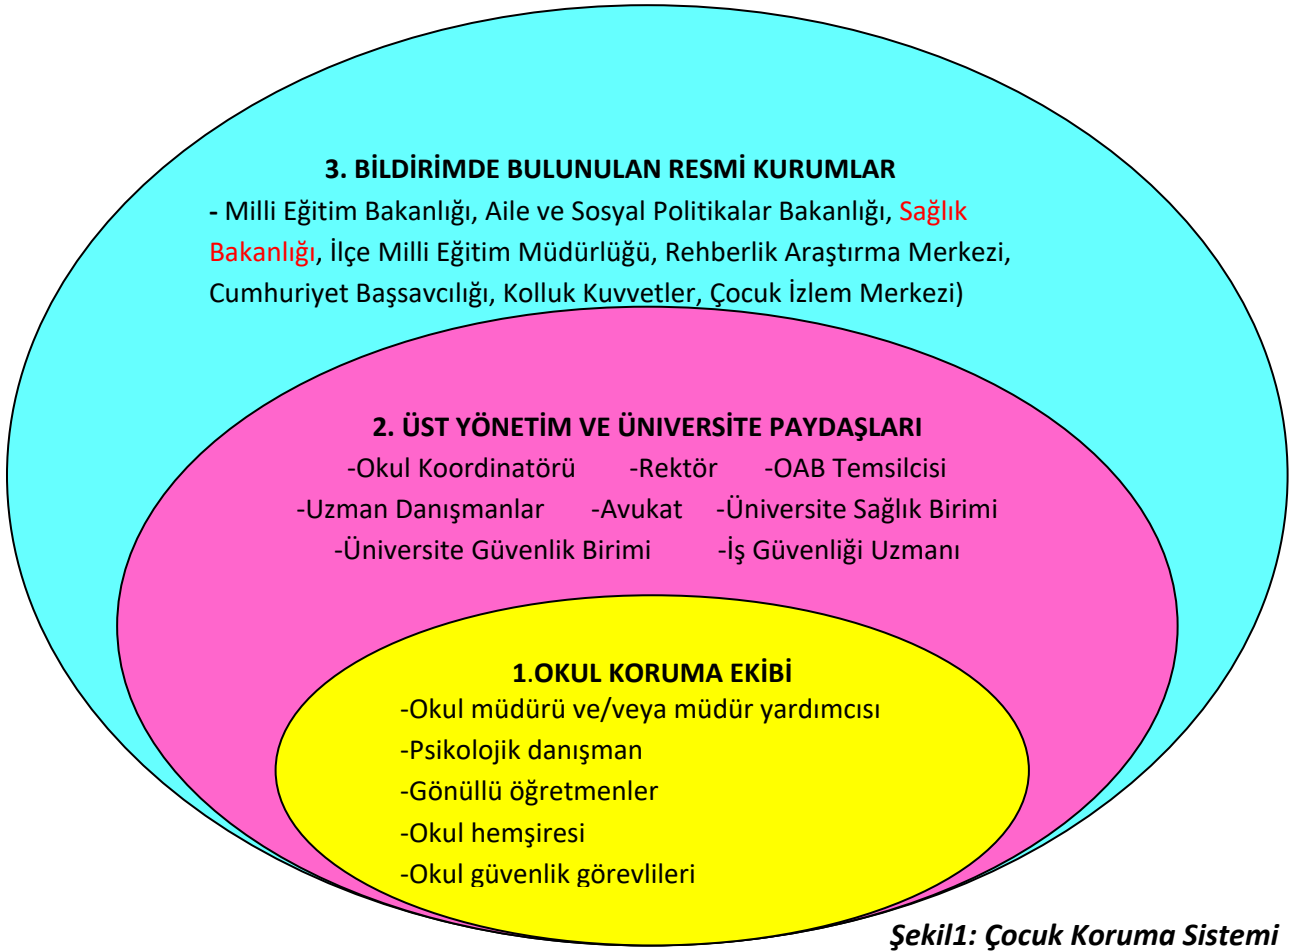 3. BİLDİRİMDE BULUNULAN RESMİ KURUMLAR
- Milli Eğitim Bakanlığı, Aile ve Sosyal Politikalar Bakanlığı, Sağlık
Bakanlığı, İlçe Milli Eğitim Müdürlüğü, Rehberlik Araştırma Merkezi,
Cumhuriyet Başsavcılığı, Kolluk Kuvvetler, Çocuk İzlem Merkezi)
2. ÜST YÖNETİM VE ÜNIVERSİTE PAYDAŞLARI
-Okul Koordinatörü -Rektör -OAB Temsilcisi
-Uzman Danışmanlar -Avukat -Üniversite Sağlık Birimi
-Üniversite Güvenlik Birimi -İş Güvenliği Uzmanı
1.OKUL KORUMA EKİBİ
-Okul müdürü ve/veya müdür yardımcısı
-Psikolojik danışman
-Gönüllü öğretmenler
-Okul hemşiresi
-Okul güvenlik görevlileri
Şekil1: Çocuk Koruma Sistemi